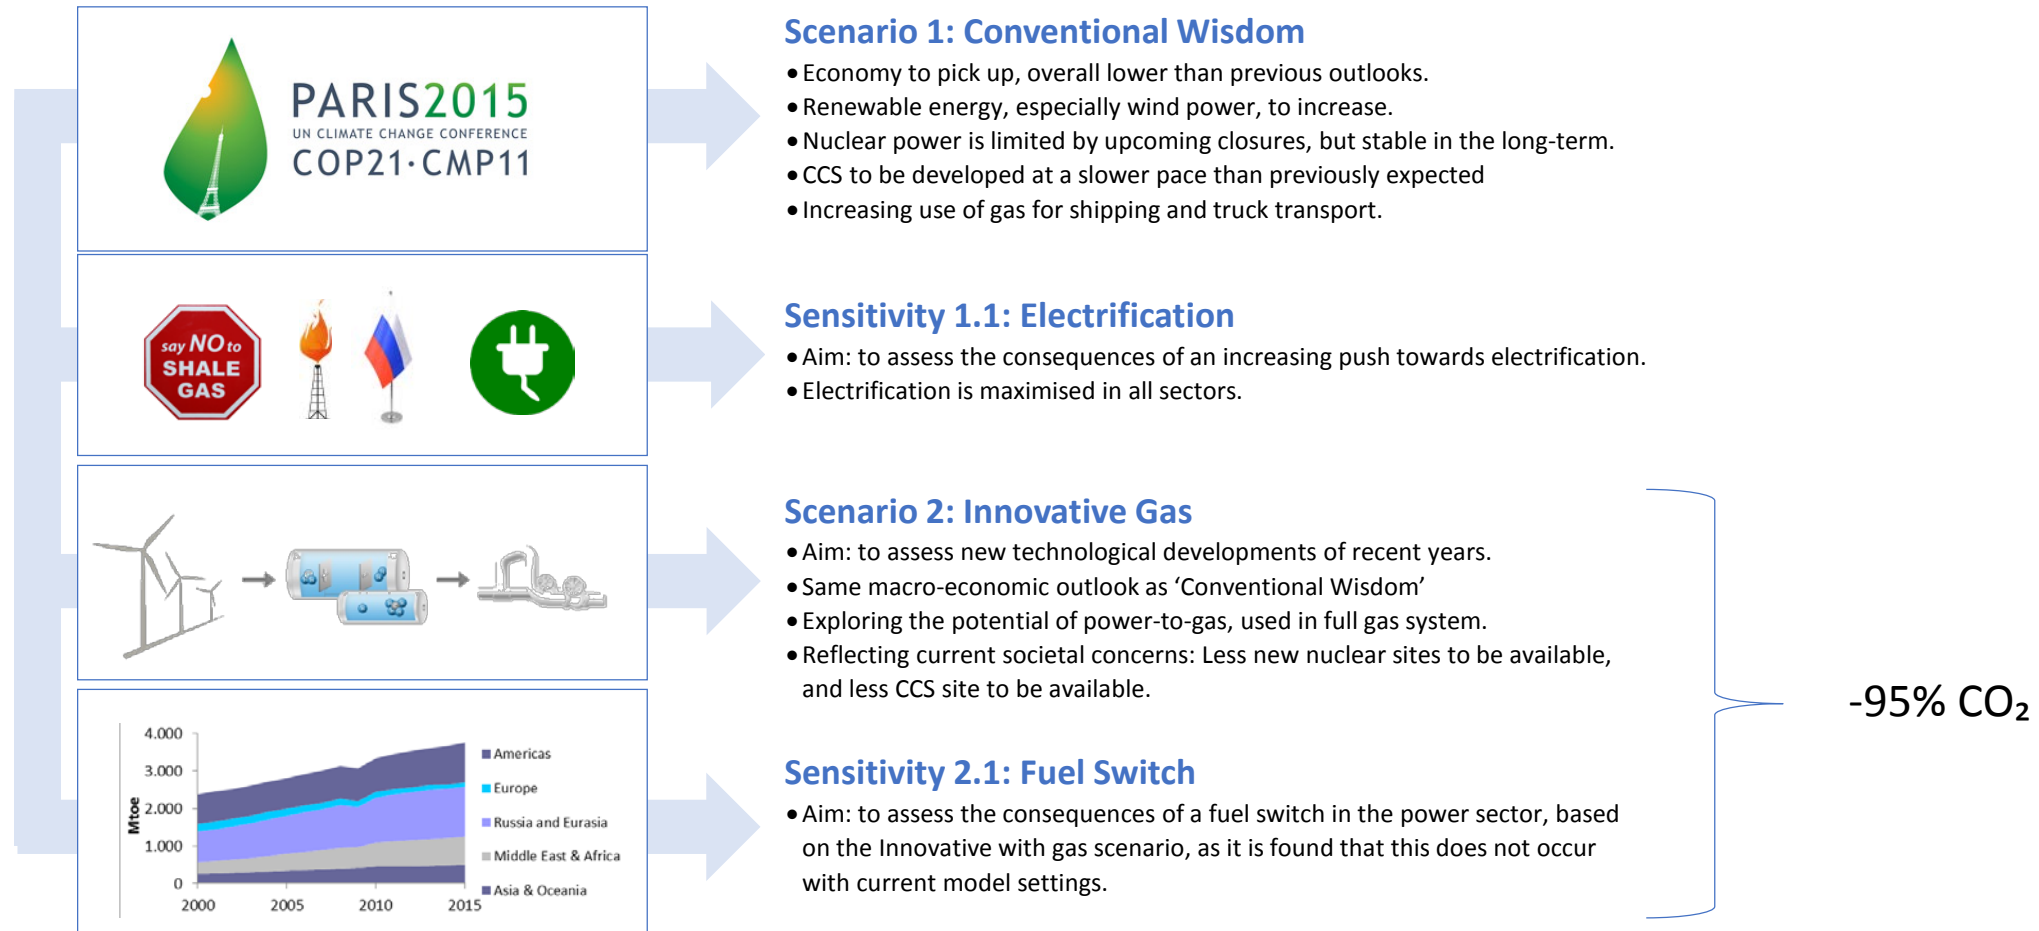 PARIS2015
UN CLIMATE CHANGE CONFERENCE
COP21·CMP11
Scenario 1: Conventional Wisdom
• Economy to pick up, overall lower than previous outlooks.
• Renewable energy, especially wind power, to increase.
• Nuclear power is limited by upcoming closures, but stable in the long-term.
• CCS to be developed at a slower pace than previously expected
• Increasing use of gas for shipping and truck transport.
say NO to
SHALE
GAS
Sensitivity 1.1: Electrification
• Aim: to assess the consequences of an increasing push towards electrification.
• Electrification is maximised in all sectors.
Scenario 2: Innovative Gas
• Aim: to assess new technological developments of recent years.
• Same macro-economic outlook as ‘Conventional Wisdom’
• Exploring the potential of power-to-gas, used in full gas system.
• Reflecting current societal concerns: Less new nuclear sites to be available,
and less CCS site to be available.
-95% CO₂
Mtoe
4.000
3.000
2.000
1.000
0
2000 2005 2010 2015
Americas
Europe
Russia and Eurasia
Middle East & Africa
Asia & Oceania
Sensitivity 2.1: Fuel Switch
• Aim: to assess the consequences of a fuel switch in the power sector, based
on the Innovative with gas scenario, as it is found that this does not occur
with current model settings.